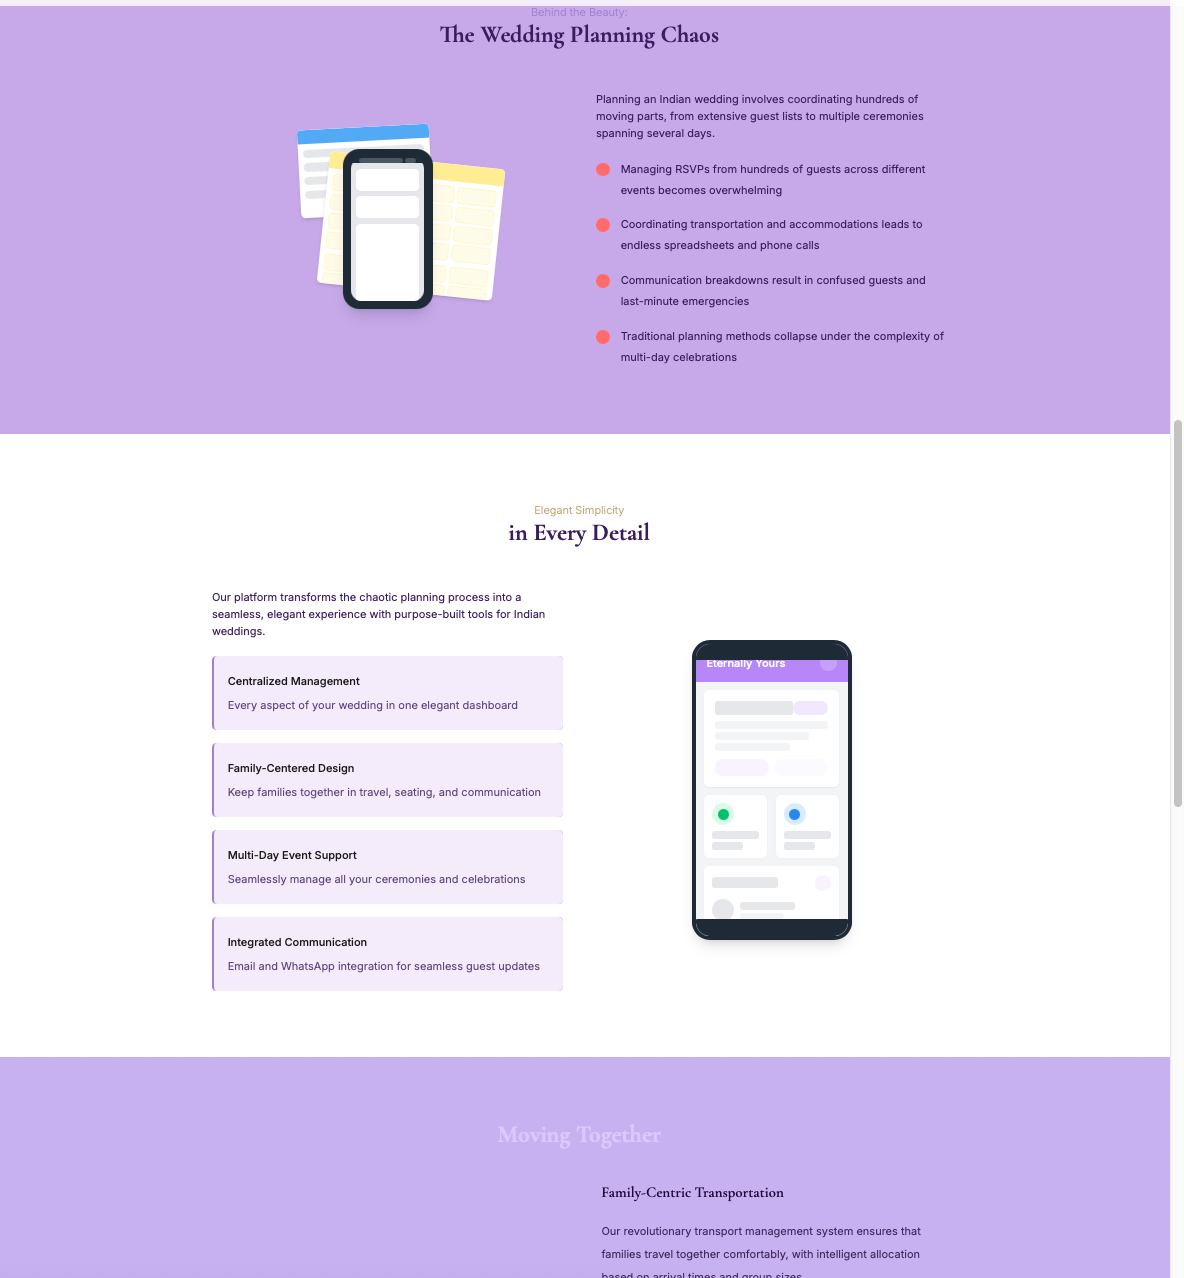 Behind the Beauty:
The Wedding Planning Chaos
Planning an Indian wedding involves coordinating hundreds of
moving parts, from extensive guest lists to multiple ceremonies
spanning several days.
Managing RSVPs from hundreds of guests across different
events becomes overwhelming
Coordinating transportation and accommodations leads to
endless spreadsheets and phone calls
Communication breakdowns result in confused guests and
last-minute emergencies
Traditional planning methods collapse under the complexity of
multi-day celebrations
Elegant Simplicity
in Every Detail
Our platform transforms the chaotic planning process into a
seamless, elegant experience with purpose-built tools for Indian
weddings.
Centralized Management
Every aspect of your wedding in one elegant dashboard
Family-Centered Design
Keep families together in travel, seating, and communication
Multi-Day Event Support
Seamlessly manage all your ceremonies and celebrations
Integrated Communication
Email and WhatsApp integration for seamless guest updates
Eternally Yours
Moving Together
Family-Centric Transportation
Our revolutionary transport management system ensures that
families travel together comfortably, with intelligent allocation
based on arrival times and group sizes